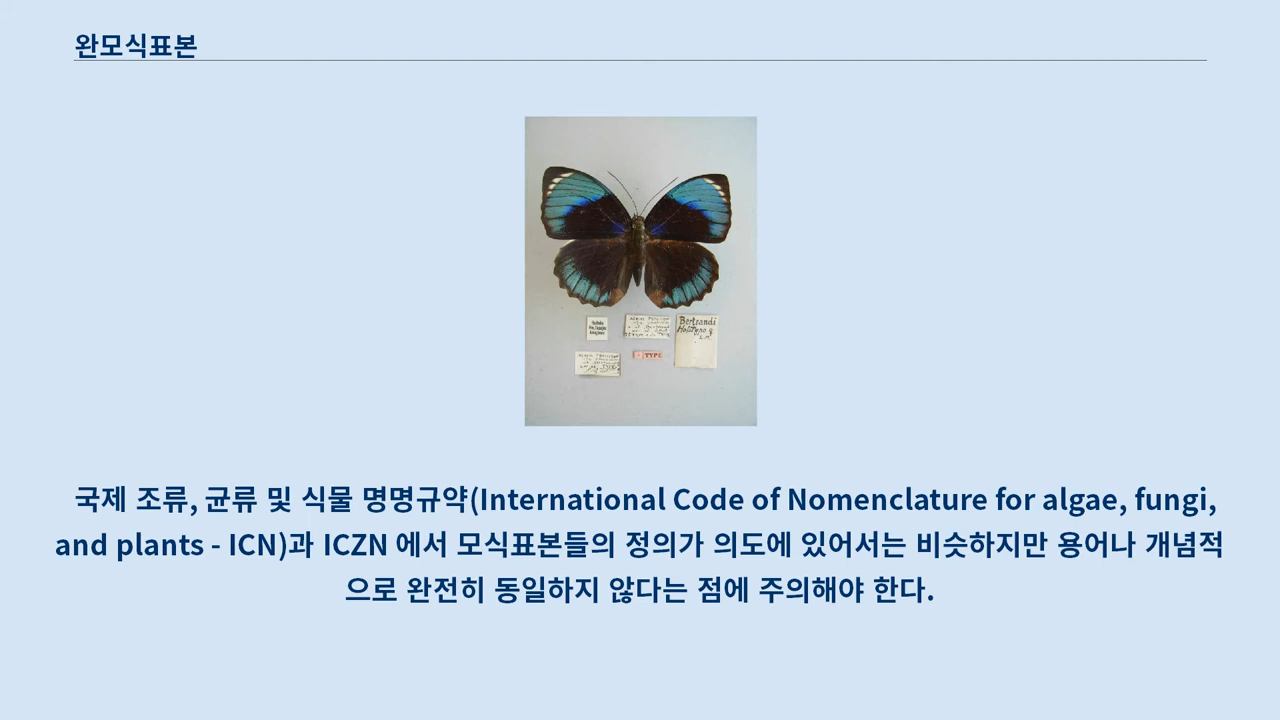 완모식표본
Bertrandi
Holotype
TYPE
국제 조류, 균류 및 식물 명명규약(International Code of Nomenclature for algae, fungi,
and plants - ICN)과 ICZN 에서 모식표본들의 정의가 의도에 있어서는 비슷하지만 용어나 개념적
으로 완전히 동일하지 않다는 점에 주의해야 한다.